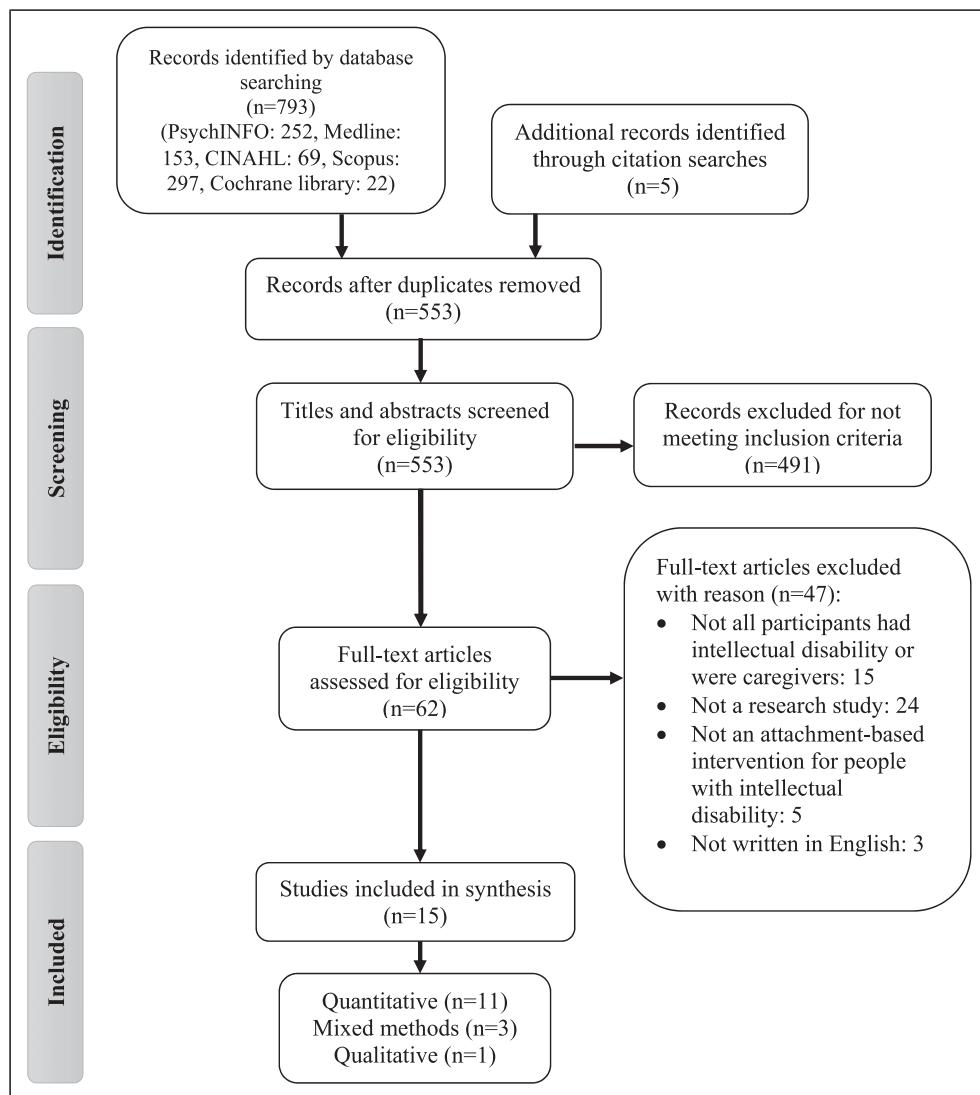 Identification
Records identified by database
searching
(n=793)
(PsychINFO: 252, Medline:
153, CINAHL: 69, Scopus:
297, Cochrane library: 22)
Additional records identified
through citation searches
(n=5)
Records after duplicates removed
(n=553)
Screening
Titles and abstracts screened
for eligibility
(n=553)
Records excluded for not
meeting inclusion criteria
(n=491)
Eligibility
Full-text articles
assessed for eligibility
(n=62)
Full-text articles excluded
with reason (n=47):
• Not all participants had
intellectual disability or
were caregivers: 15
• Not a research study: 24
• Not an attachment-based
intervention for people
with intellectual
disability: 5
• Not written in English: 3
Included
Studies included in synthesis
(n=15)
Quantitative (n=11)
Mixed methods (n=3)
Qualitative (n=1)